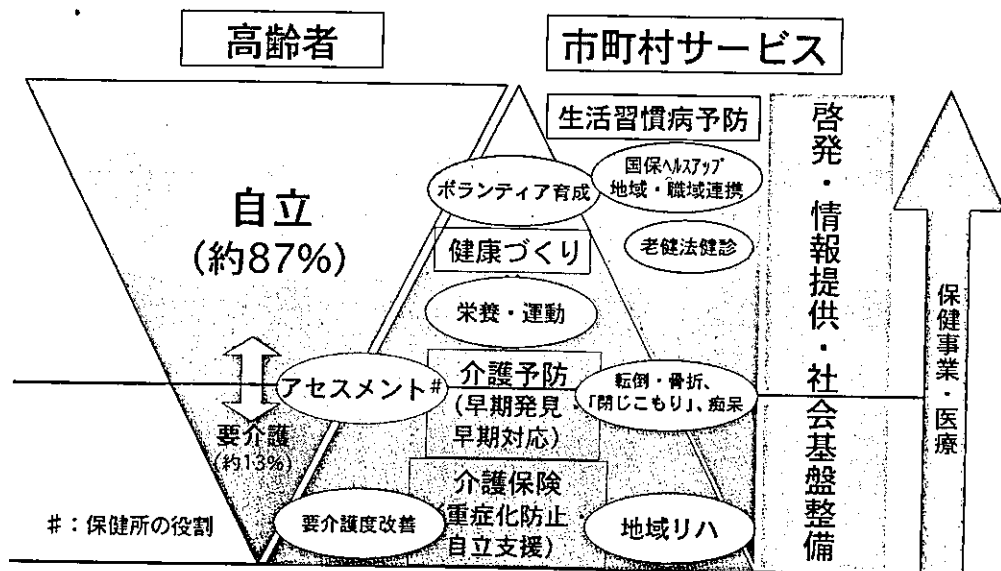 高齢者
市町村サービス
自立
(約87%)
要介護
(約13%)
#：保健所の役割
生活習慣病予防
ボランティア育成
国保ヘルスアップ
地域・職域連携
健康づくり
老健法健診
栄養・運動
アセスメント#
介護予防
(早期発見・
早期対応)
転倒・骨折、
「閉じこもり」、痴呆
介護保険
(重症化防止・
自立支援)
要介護度改善
地域リハ
啓発・情報提供・社会基盤整備
保健事業・医療